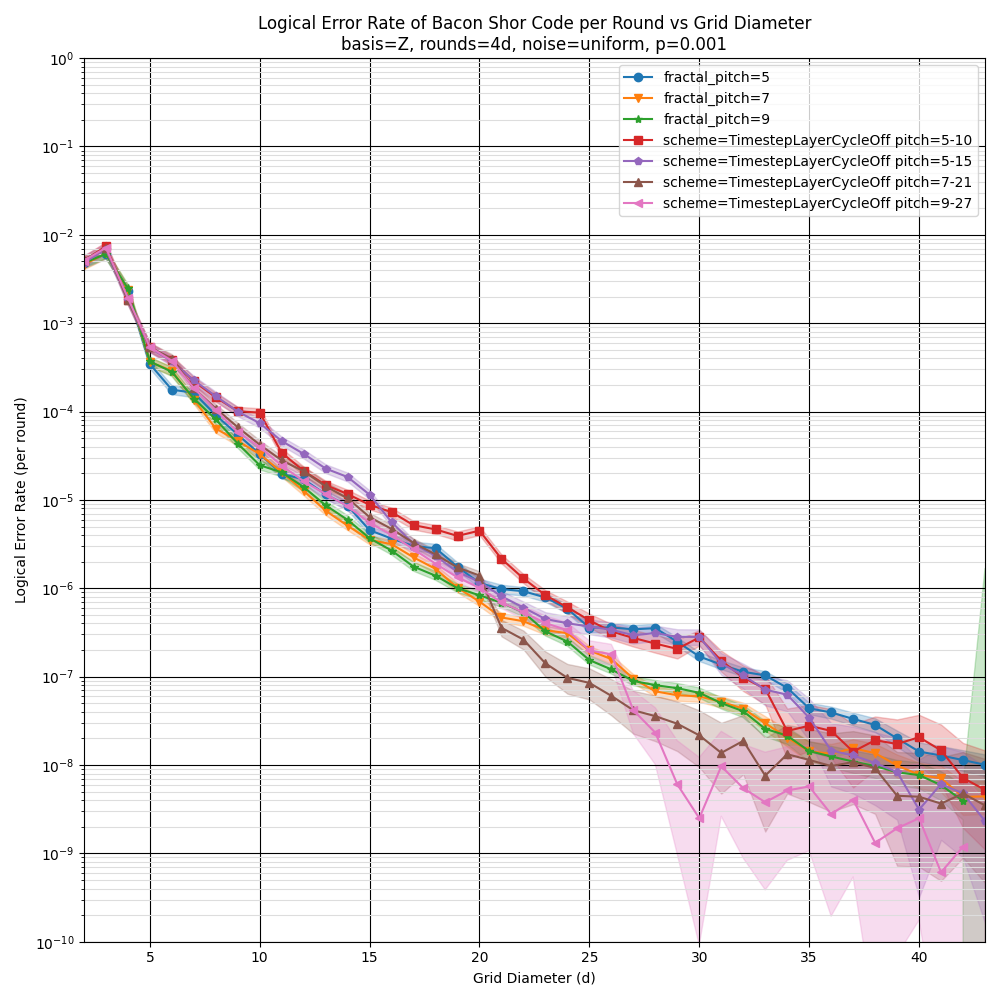 Logical Error Rate of Bacon Shor Code per Round vs Grid Diameter
basis=Z, rounds=4d, noise=uniform, p=0.001
fractal_pitch=5
fractal_pitch=7
fractal_pitch=9
scheme=TimestepLayerCycleOff pitch=5-10
scheme=TimestepLayerCycleOff pitch=5-15
scheme=TimestepLayerCycleOff pitch=7-21
scheme=TimestepLayerCycleOff pitch=9-27
Logical Error Rate (per round)
10⁰
10⁻¹
10⁻²
10⁻³
10⁻⁴
10⁻⁵
10⁻⁶
10⁻⁷
10⁻⁸
10⁻⁹
10⁻¹⁰
5 10 15 20 25 30 35 40
Grid Diameter (d)